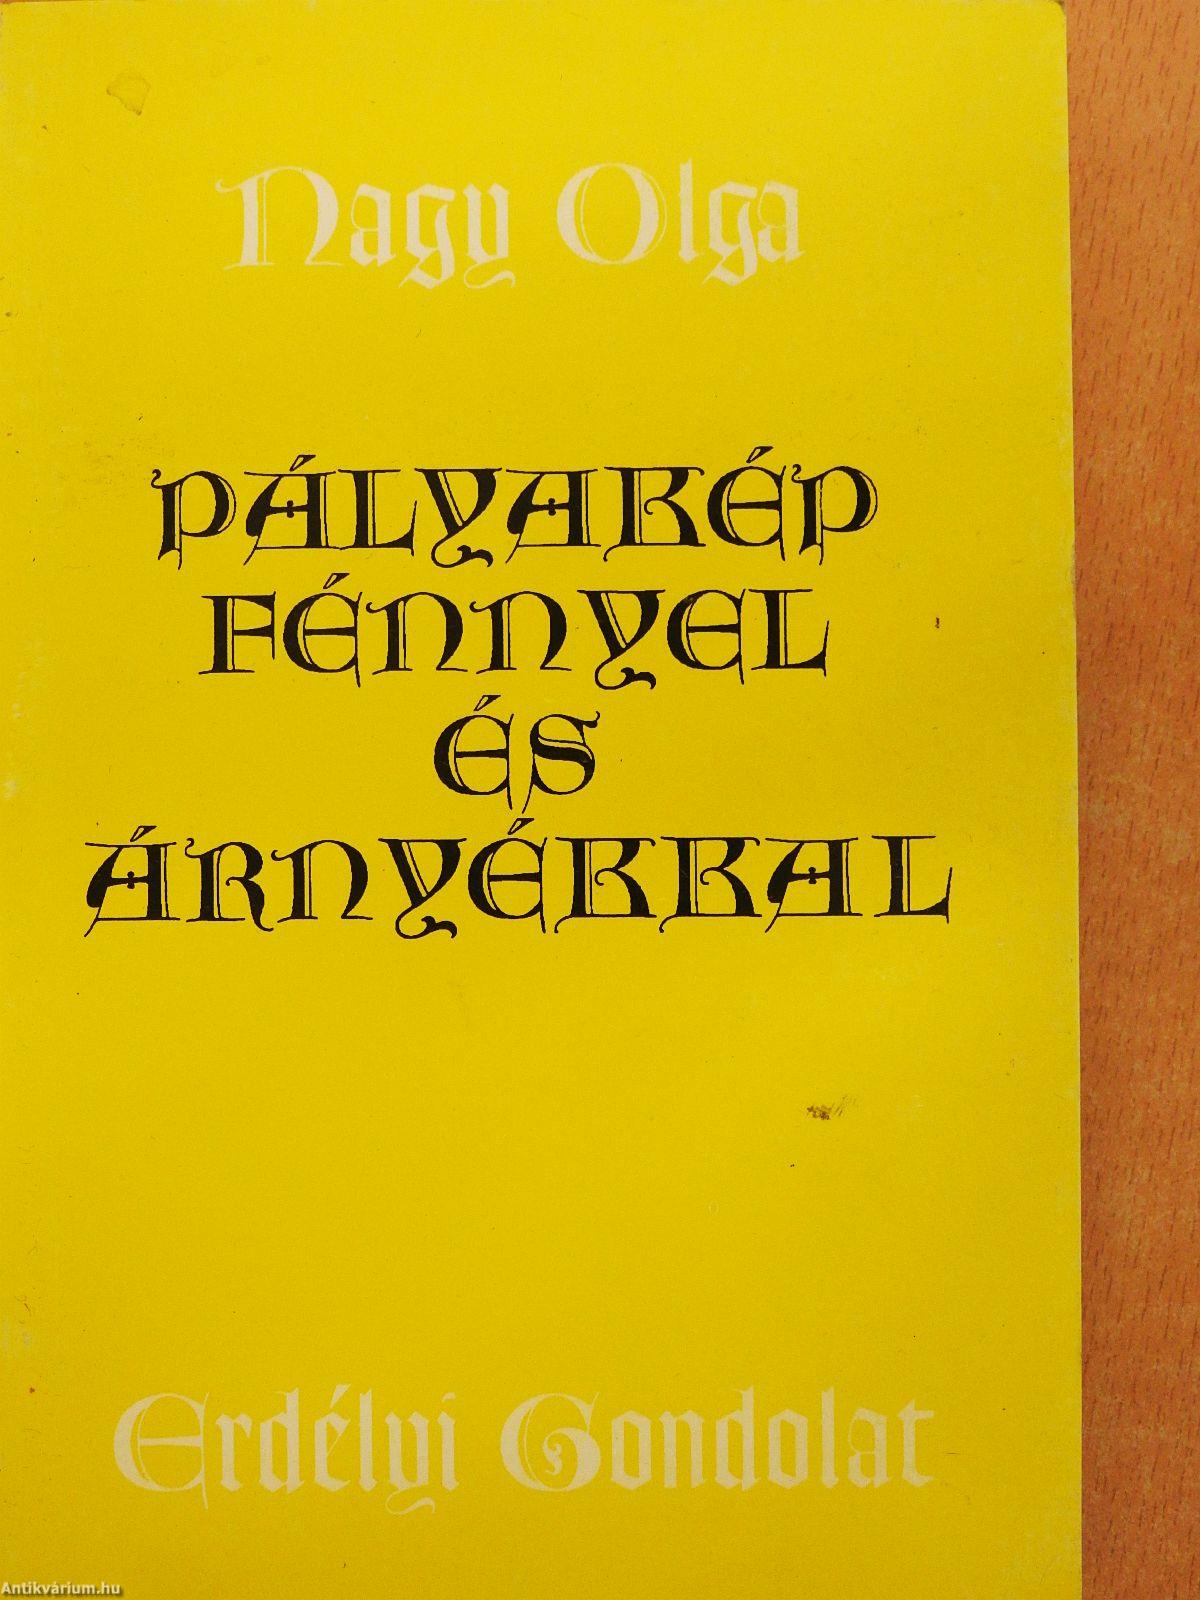 Nagy Olga
PÁLYAKÉP
FÉNNYEL
ÉS
ÁRNYÉKKAL
Erdélyi Gondolat
Antikvárium.hu